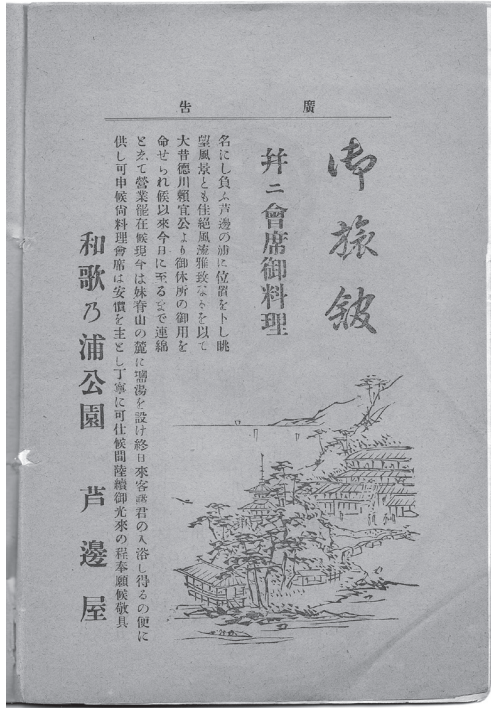 廣告
御旅舘
并ニ會席御料理
名にし負ふ芦邊の浦に位置を卜し眺
望風景とも佳絶風流雅致なるを以て
大昔德川賴宣公より御休所の御用を
命せられ候以來今日に至るまで連綿
とゑて營業罷在候現今は妹脊山の麓に塩湯を設け終日來客諸君の入浴し得るの便に
供し可申候尙料理會席は安價を主とし丁寧に可仕候間陸續御光來の程奉願候敬具
和歌乃浦公園 芦邊屋